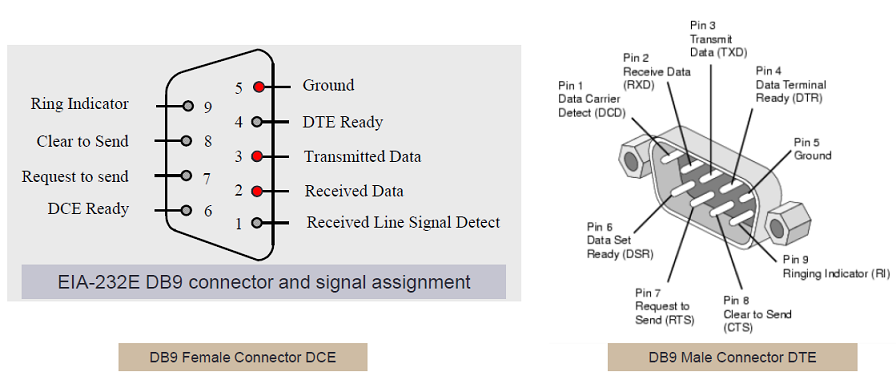 5 Ground
Ring Indicator 9
4 DTE Ready
Clear to Send 8
3 Transmitted Data
Request to send 7
2 Received Data
DCE Ready 6
1 Received Line Signal Detect
EIA-232E DB9 connector and signal assignment
DB9 Female Connector DCE
Pin 3
Transmit
Data (TXD)
Pin 2
Receive Data
(RXD)
Pin 4
Data Terminal
Ready (DTR)
Pin 1
Data Carrier
Detect (DCD)
Pin 5
Ground
Pin 6
Data Set
Ready (DSR)
Pin 9
Ringing Indicator (RI)
Pin 7
Request to
Send (RTS)
Pin 8
Clear to Send
(CTS)
DB9 Male Connector DTE